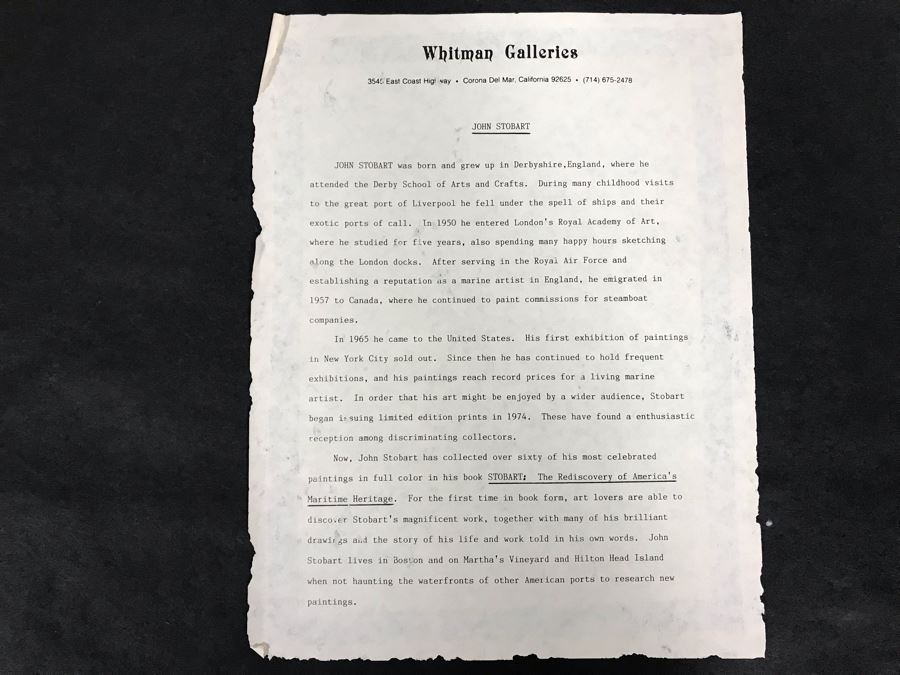 Whitman Galleries
3545 East Coast Highway • Corona Del Mar, California 92625 • (714) 675-2478
JOHN STOBART
JOHN STOBART was born and grew up in Derbyshire,England, where he
attended the Derby School of Arts and Crafts. During many childhood visits
to the great port of Liverpool he fell under the spell of ships and their
exotic ports of call. In 1950 he entered London's Royal Academy of Art,
where he studied for five years, also spending many happy hours sketching
along the London docks. After serving in the Royal Air Force and
establishing a reputation as a marine artist in England, he emigrated in
1957 to Canada, where he continued to paint commissions for steamboat
companies.
In 1965 he came to the United States. His first exhibition of paintings
in New York City sold out. Since then he has continued to hold frequent
exhibitions, and his paintings reach record prices for a living marine
artist. In order that his art might be enjoyed by a wider audience, Stobart
began issuing limited edition prints in 1974. These have found a enthusiastic
reception among discriminating collectors.
Now, John Stobart has collected over sixty of his most celebrated
paintings in full color in his book STOBART: The Rediscovery of America's
Maritime Heritage. For the first time in book form, art lovers are able to
discover Stobart's magnificent work, together with many of his brilliant
drawings and the story of his life and work told in his own words. John
Stobart lives in Boston and on Martha's Vineyard and Hilton Head Island
when not haunting the waterfronts of other American ports to research new
paintings.